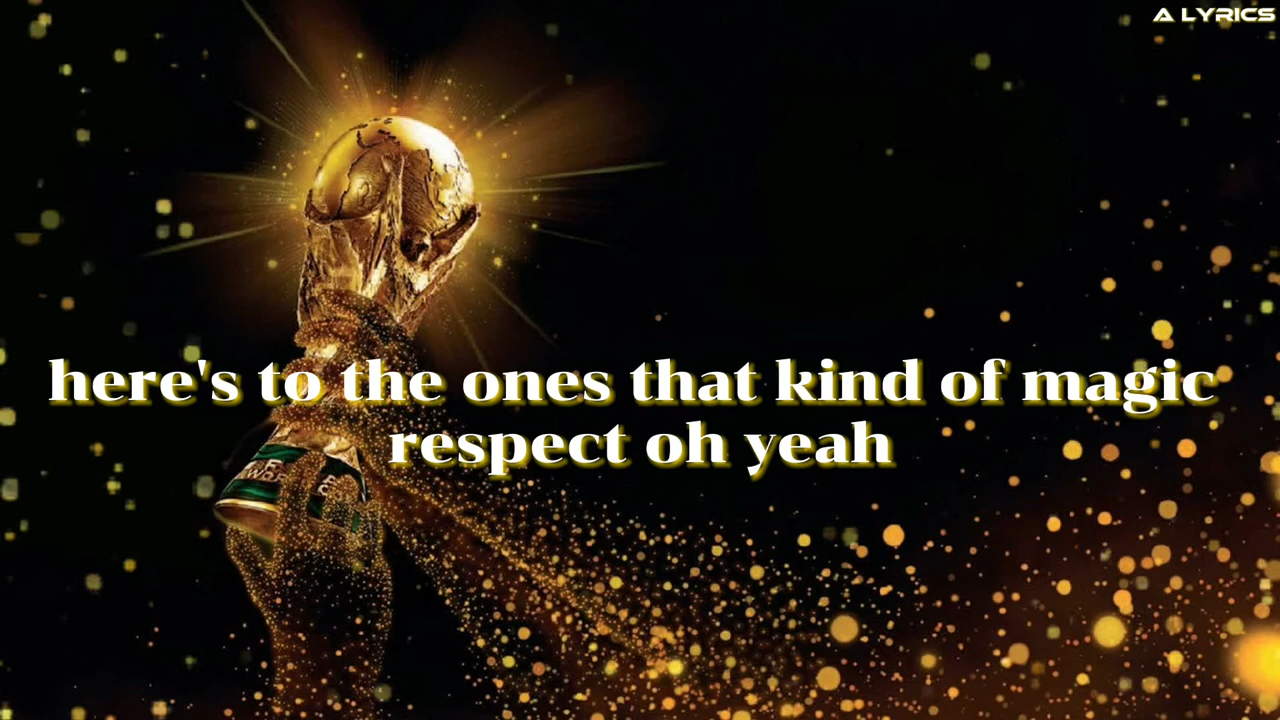 A LYRICS
here's to the ones that kind of magic
respect oh yeah